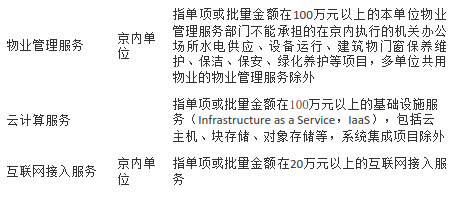 指单项或批量金额在100万元以上的本单位物业
物业管理服务 京内单位 管理服务部门不能承担的在京内执行的机关办公
场所水电供应、设备运行、建筑物门窗保养维
护、保洁、保安、绿化养护等项目，多单位共用
物业的物业管理服务除外
指单项或批量金额在100万元以上的基础设施服
云计算服务 务（Infrastructure as a Service，IaaS），包括云
主机、块存储、对象存储等，系统集成项目除外
互联网接入服务 京内单位 指单项或批量金额在20万元以上的互联网接入服
务